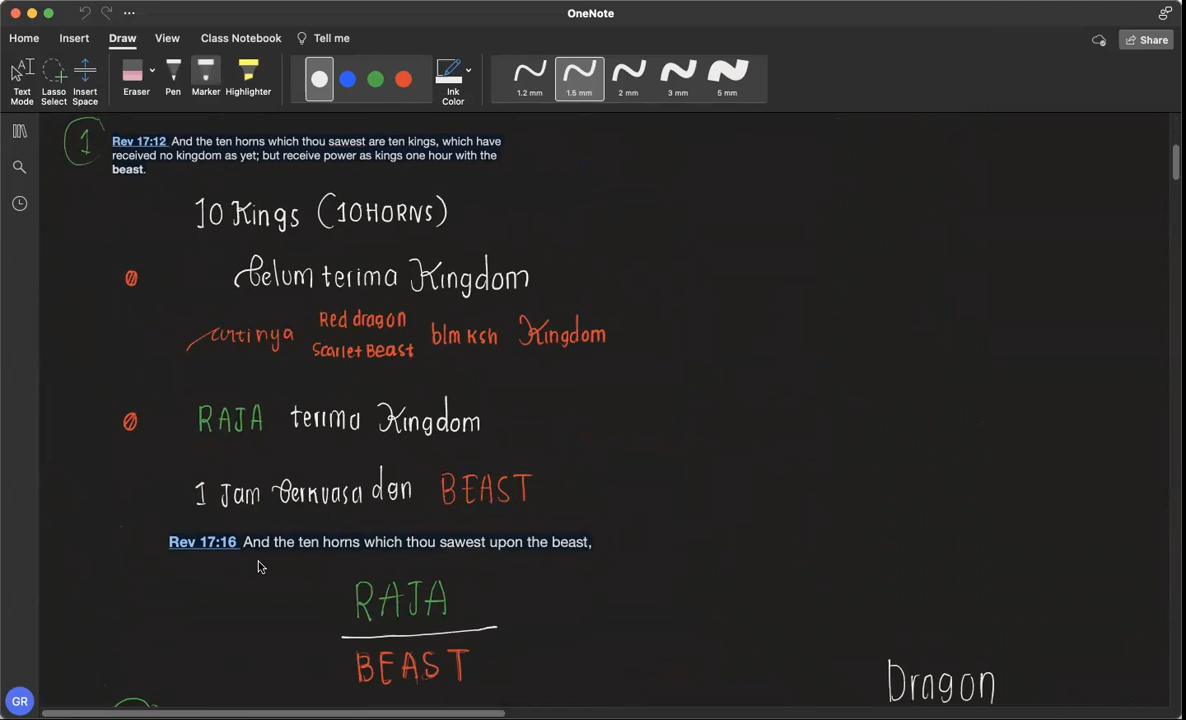 OneNote
Home Insert Draw View Class Notebook Tell me
Share
Text Mode
Lasso Select
Insert Space
Eraser
Pen
Marker
Highlighter
Ink Color
1.2 mm
1.5 mm
2 mm
3 mm
5 mm
1
Rev 17:12 And the ten horns which thou sawest are ten kings, which have
received no kingdom as yet; but receive power as kings one hour with the
beast.
10 Kings (10HORNS)
belum terima Kingdom
artinya Red dragon Scarlet Beast blm ksh Kingdom
RAJA terima Kingdom
1 Jam berkuasa dgn BEAST
Rev 17:16 And the ten horns which thou sawest upon the beast,
RAJA
BEAST
Dragon
GR